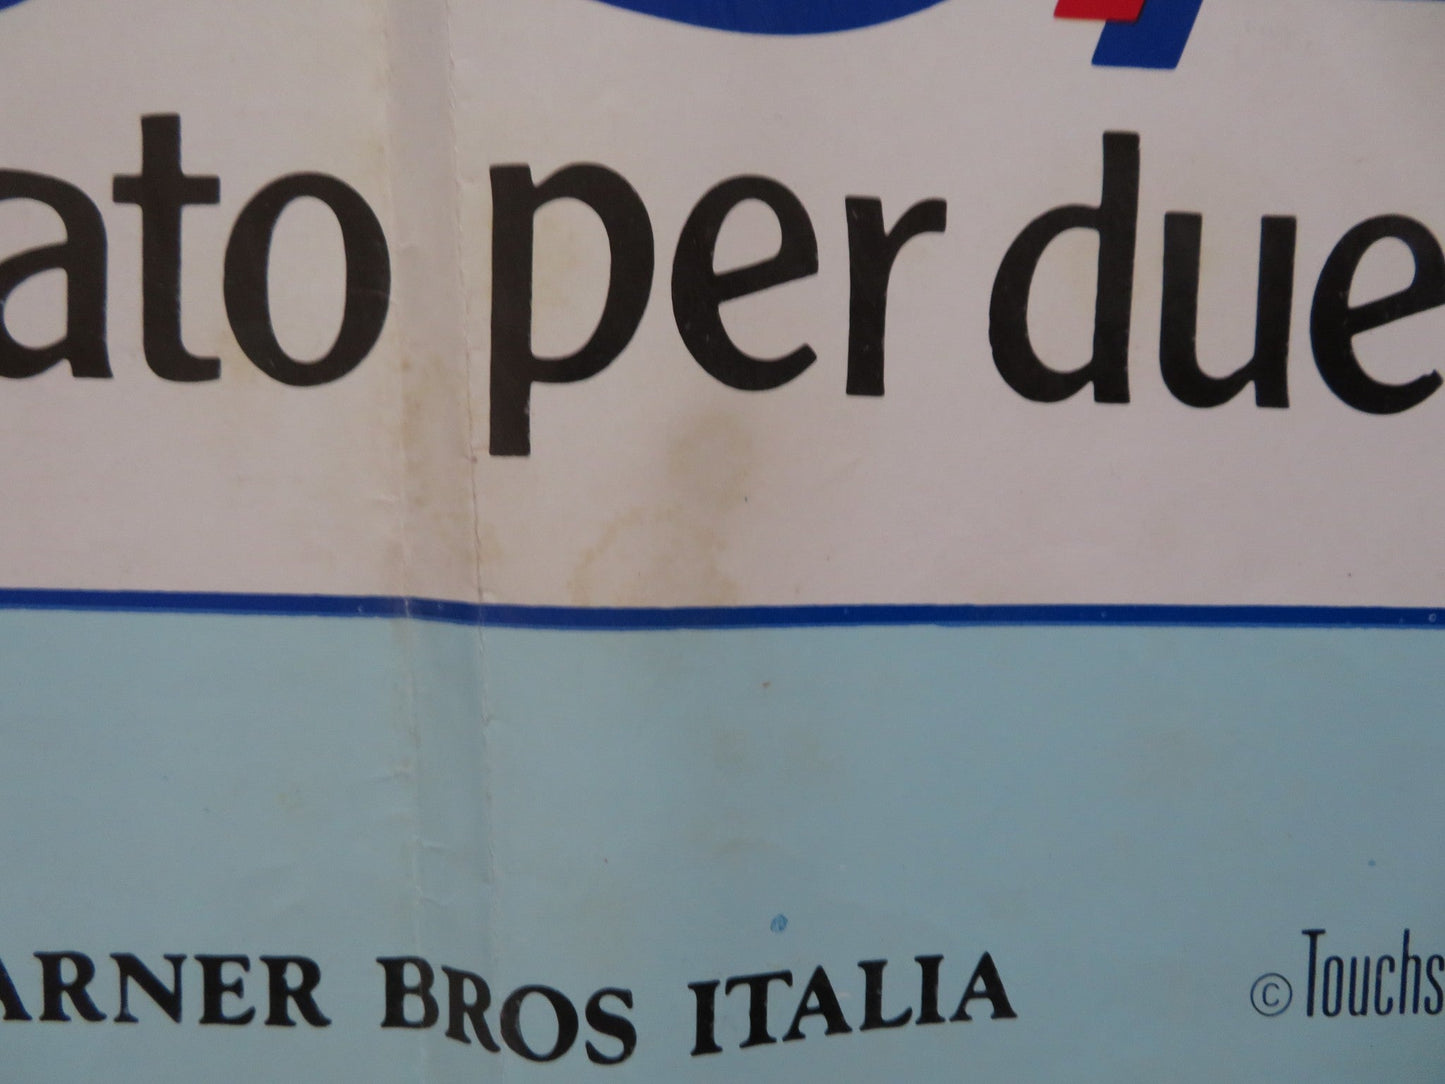 ato per due
ARNER BROS ITALIA
© Touchs